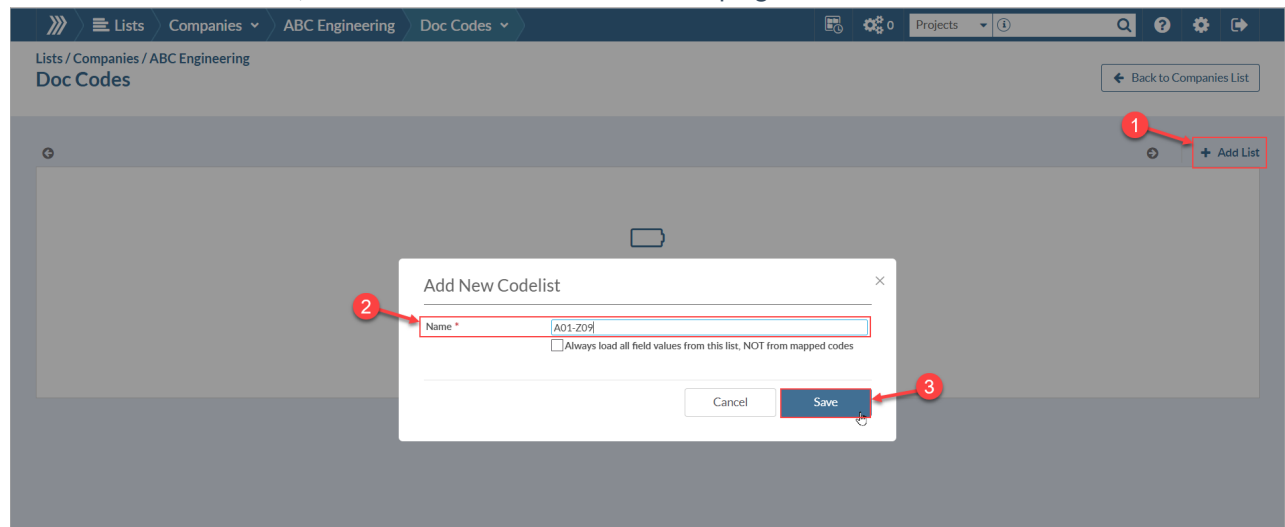 Lists Companies ABC Engineering Doc Codes 0 Projects
Lists / Companies / ABC Engineering
Doc Codes
Back to Companies List
1
+ Add List
Add New Codelist
2
Name * A01-Z09
Always load all field values from this list, NOT from mapped codes
3
Cancel Save